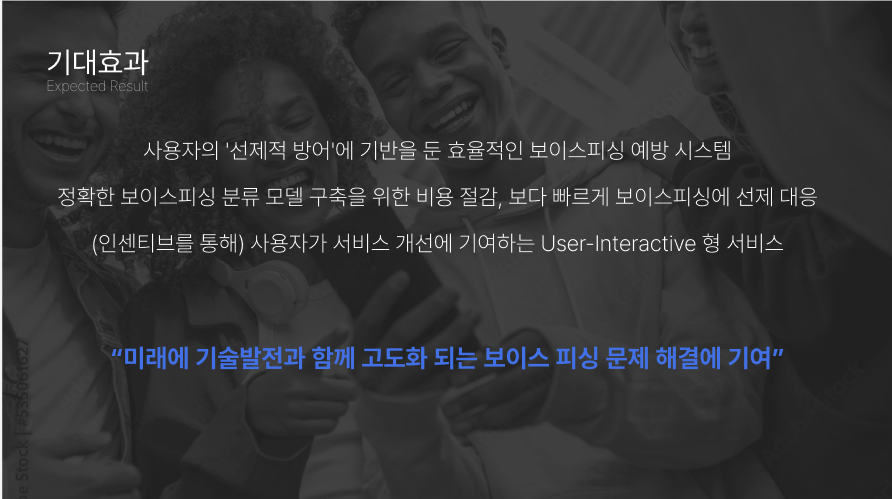 기대효과
Expected Result
사용자의 '선제적 방어'에 기반을 둔 효율적인 보이스피싱 예방 시스템
정확한 보이스피싱 분류 모델 구축을 위한 비용 절감, 보다 빠르게 보이스피싱에 선제 대응
(인센티브를 통해) 사용자가 서비스 개선에 기여하는 User-Interactive 형 서비스
“미래에 기술발전과 함께 고도화 되는 보이스 피싱 문제 해결에 기여”
Stock | #535061627